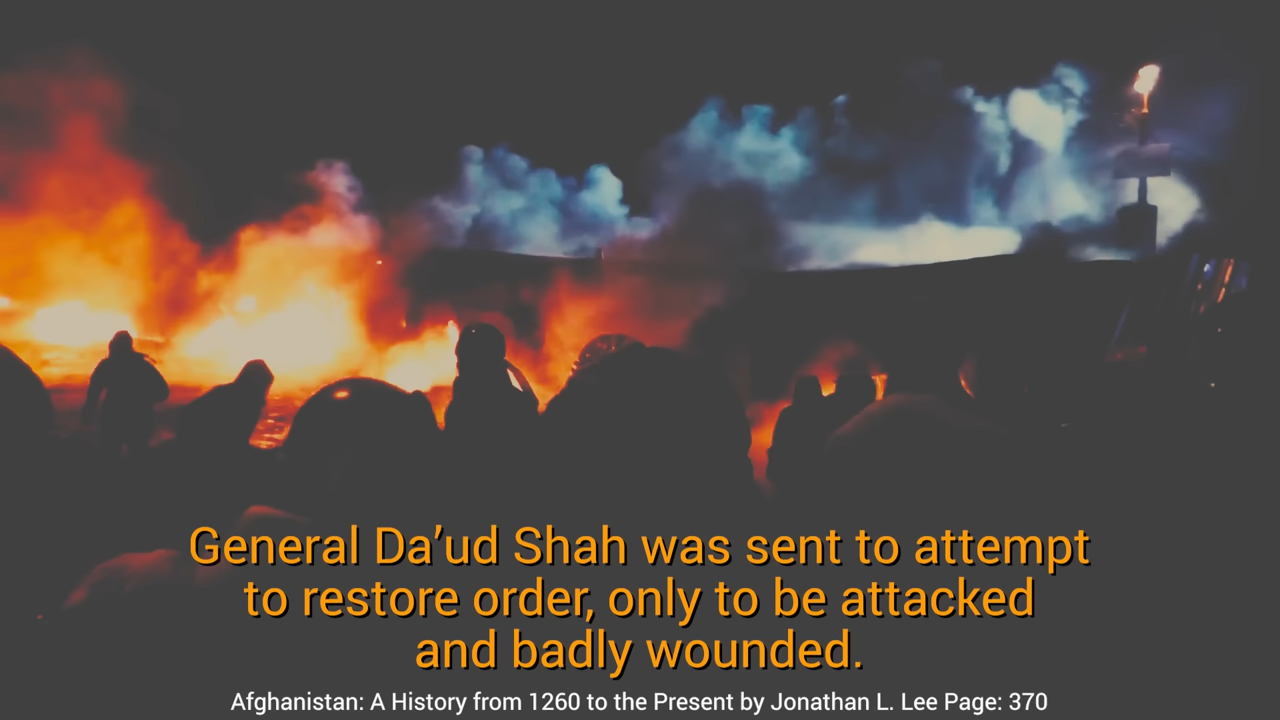 General Da’ud Shah was sent to attempt
to restore order, only to be attacked
and badly wounded.
Afghanistan: A History from 1260 to the Present by Jonathan L. Lee Page: 370